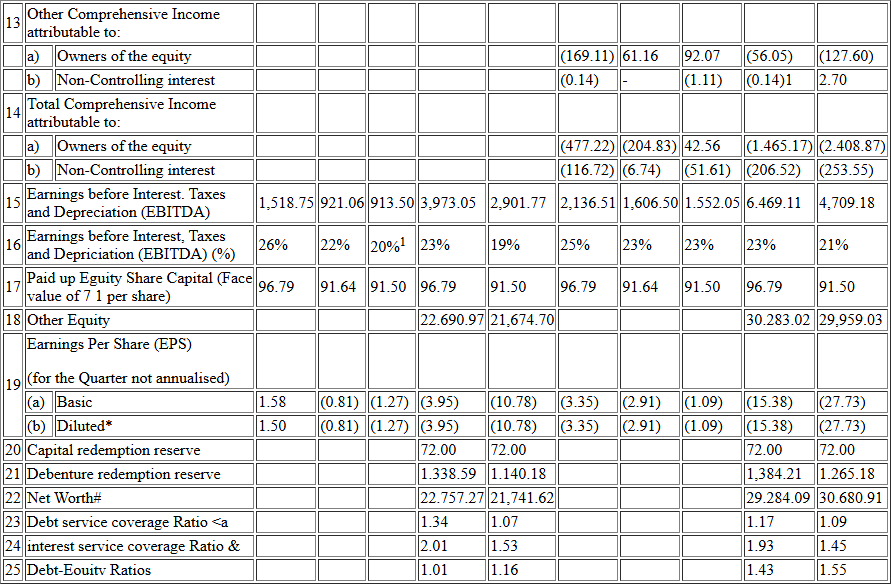 13 Other Comprehensive Income
attributable to:
a) Owners of the equity (169.11) 61.16 92.07 (56.05) (127.60)
b) Non-Controlling interest (0.14) - (1.11) (0.14)1 2.70
14 Total Comprehensive Income
attributable to:
a) Owners of the equity (477.22) (204.83) 42.56 (1.465.17) (2.408.87)
b) Non-Controlling interest (116.72) (6.74) (51.61) (206.52) (253.55)
15 Earnings before Interest. Taxes
and Depreciation (EBITDA) 1,518.75 921.06 913.50 3,973.05 2,901.77 2,136.51 1,606.50 1.552.05 6.469.11 4,709.18
16 Earnings before Interest, Taxes
and Depriciation (EBITDA) (%) 26% 22% 20%1 23% 19% 25% 23% 23% 23% 21%
17 Paid up Eguity Share Capital (Face
value of 7 1 per share) 96.79 91.64 91.50 96.79 91.50 96.79 91.64 91.50 96.79 91.50
18 Other Equity 22.690.97 21,674.70 30.283.02 29,959.03
19 Earnings Per Share (EPS)
(for the Quarter not annualised)
(a) Basic 1.58 (0.81) (1.27) (3.95) (10.78) (3.35) (2.91) (1.09) (15.38) (27.73)
(b) Diluted* 1.50 (0.81) (1.27) (3.95) (10.78) (3.35) (2.91) (1.09) (15.38) (27.73)
20 Capital redemption reserve 72.00 72.00 72.00 72.00
21 Debenture redemption reserve 1.338.59 1.140.18 1,384.21 1.265.18
22 Net Worth# 22.757.27 21,741.62 29.284.09 30.680.91
23 Debt service coverage Ratio <a 1.34 1.07 1.17 1.09
24 interest service coverage Ratio & 2.01 1.53 1.93 1.45
25 Debt-Equity Ratios 1.01 1.16 1.43 1.55